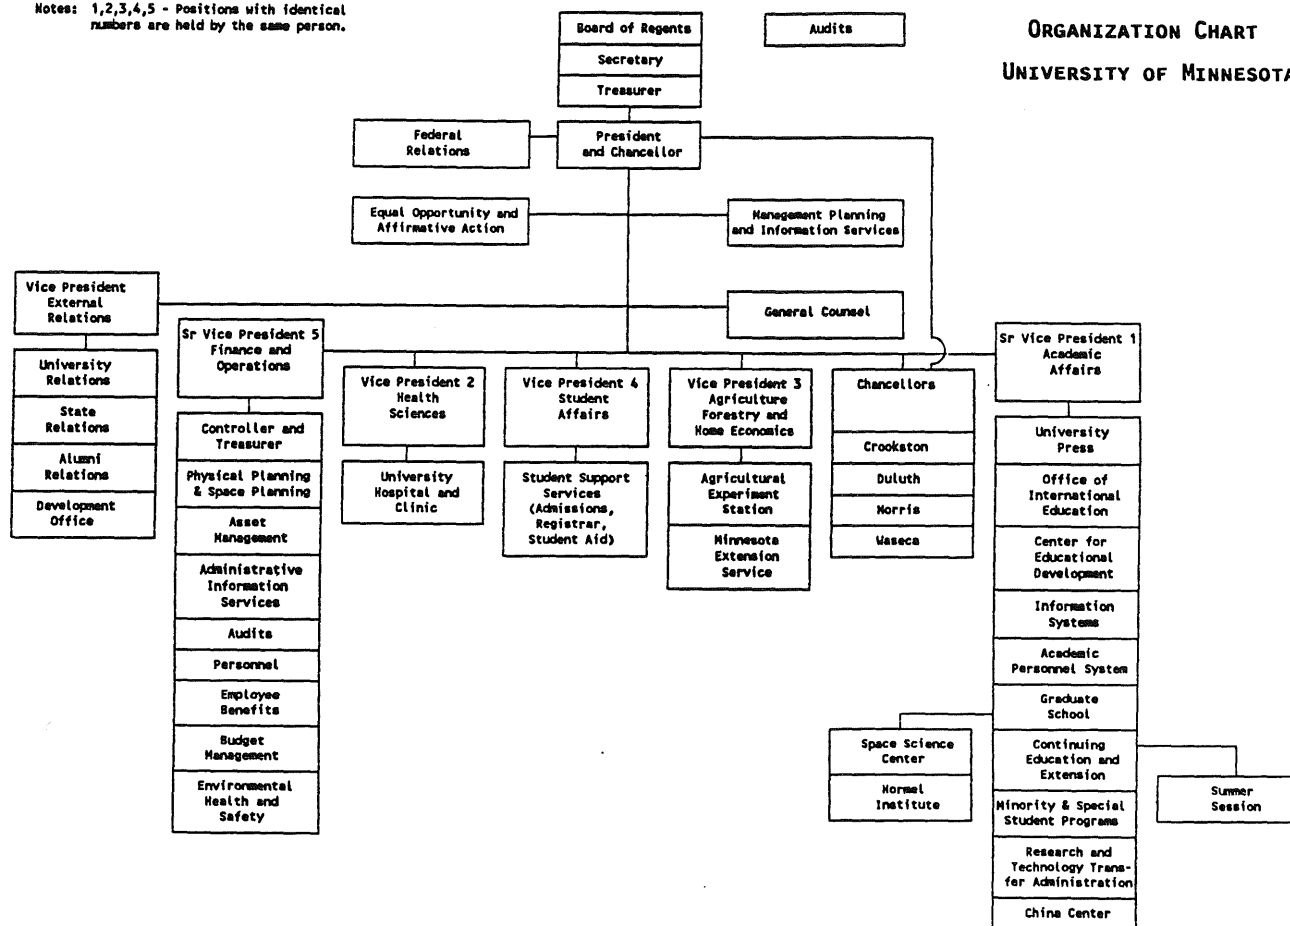 Notes: 1,2,3,4,5 - Positions with identical
numbers are held by the same person.
ORGANIZATION CHART
UNIVERSITY OF MINNESOTA
Board of Regents
Secretary
Treasurer
Audits
Federal
Relations
President
and Chancellor
Equal Opportunity and
Affirmative Action
Management Planning
and Information Services
Vice President
External
Relations
General Counsel
University
Relations
State
Relations
Alumni
Relations
Development
Office
Sr Vice President 5
Finance and
Operations
Controller and
Treasurer
Physical Planning
& Space Planning
Asset
Management
Administrative
Information
Services
Audits
Personnel
Employee
Benefits
Budget
Management
Environmental
Health and
Safety
Vice President 2
Health
Sciences
University
Hospital and
Clinic
Vice President 4
Student
Affairs
Student Support
Services
(Admissions,
Registrar,
Student Aid)
Vice President 3
Agriculture
Forestry and
Home Economics
Agricultural
Experiment
Station
Minnesota
Extension
Service
Chancellors
Crookston
Duluth
Morris
Waseca
Sr Vice President 1
Academic
Affairs
University
Press
Office of
International
Education
Center for
Educational
Development
Information
Systems
Academic
Personnel System
Graduate
School
Space Science
Center
Hormel
Institute
Continuing
Education and
Extension
Summer
Session
Minority & Special
Student Programs
Research and
Technology Trans-
fer Administration
China Center